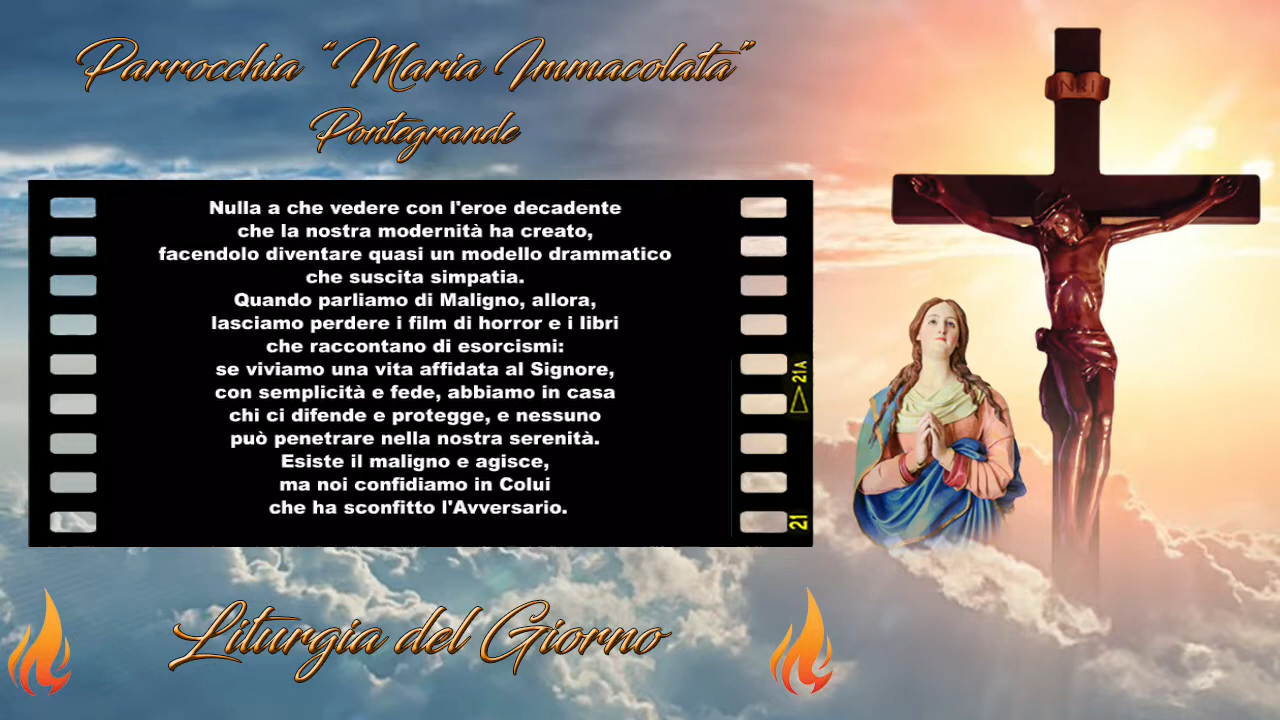 Parrocchia “Maria Immacolata”
Pontegrande
Nulla a che vedere con l'eroe decadente
che la nostra modernità ha creato,
facendolo diventare quasi un modello drammatico
che suscita simpatia.
Quando parliamo di Maligno, allora,
lasciamo perdere i film di horror e i libri
che raccontano di esorcismi:
se viviamo una vita affidata al Signore,
con semplicità e fede, abbiamo in casa
chi ci difende e protegge, e nessuno
può penetrare nella nostra serenità.
Esiste il maligno e agisce,
ma noi confidiamo in Colui
che ha sconfitto l'Avversario.
21A
21
INRI
Liturgia del Giorno